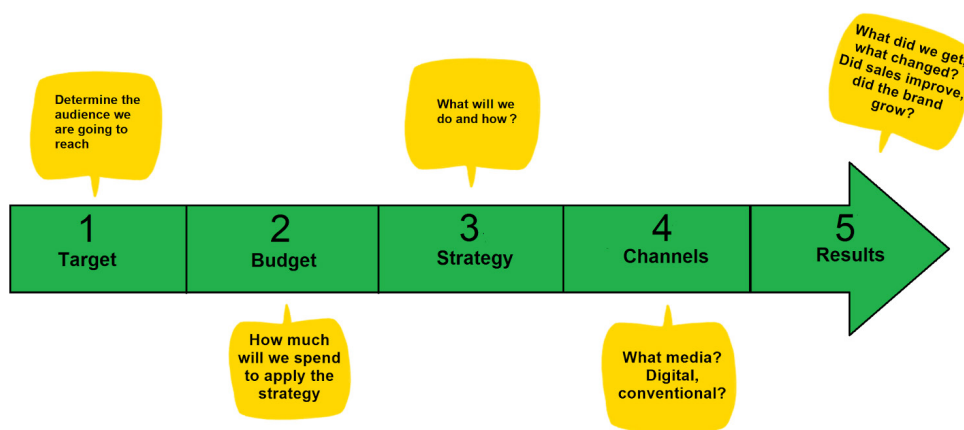 Determine the
audience we
are going to
reach
What will we
do and how ?
What did we get,
what changed?
Did sales improve,
did the brand
grow?
1
Target
2
Budget
3
Strategy
4
Channels
5
Results
How much
will we spend
to apply the
strategy
What media?
Digital,
conventional?